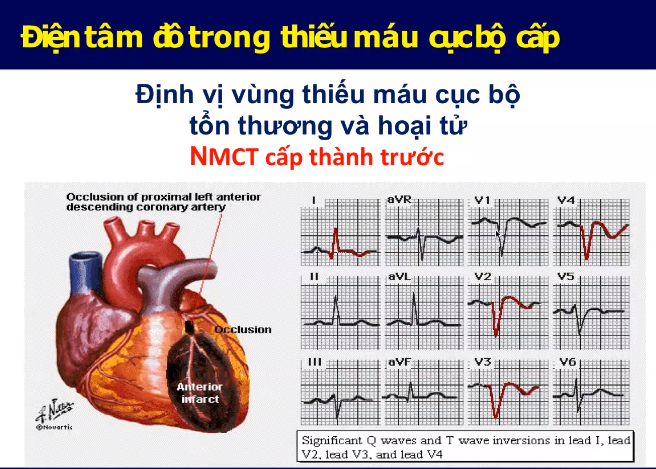 Điện tâm đồ trong thiếu máu cục bộ cấp
Định vị vùng thiếu máu cục bộ
tổn thương và hoại tử
NMCT cấp thành trước
Occlusion of proximal left anterior
descending coronary artery
Occlusion
Anterior
infarct
©Novartis
I
aVR
V1
V4
II
aVL
V2
V5
III
aVF
V3
V6
Significant Q waves and T wave inversions in lead I, lead
V2, lead V3, and lead V4